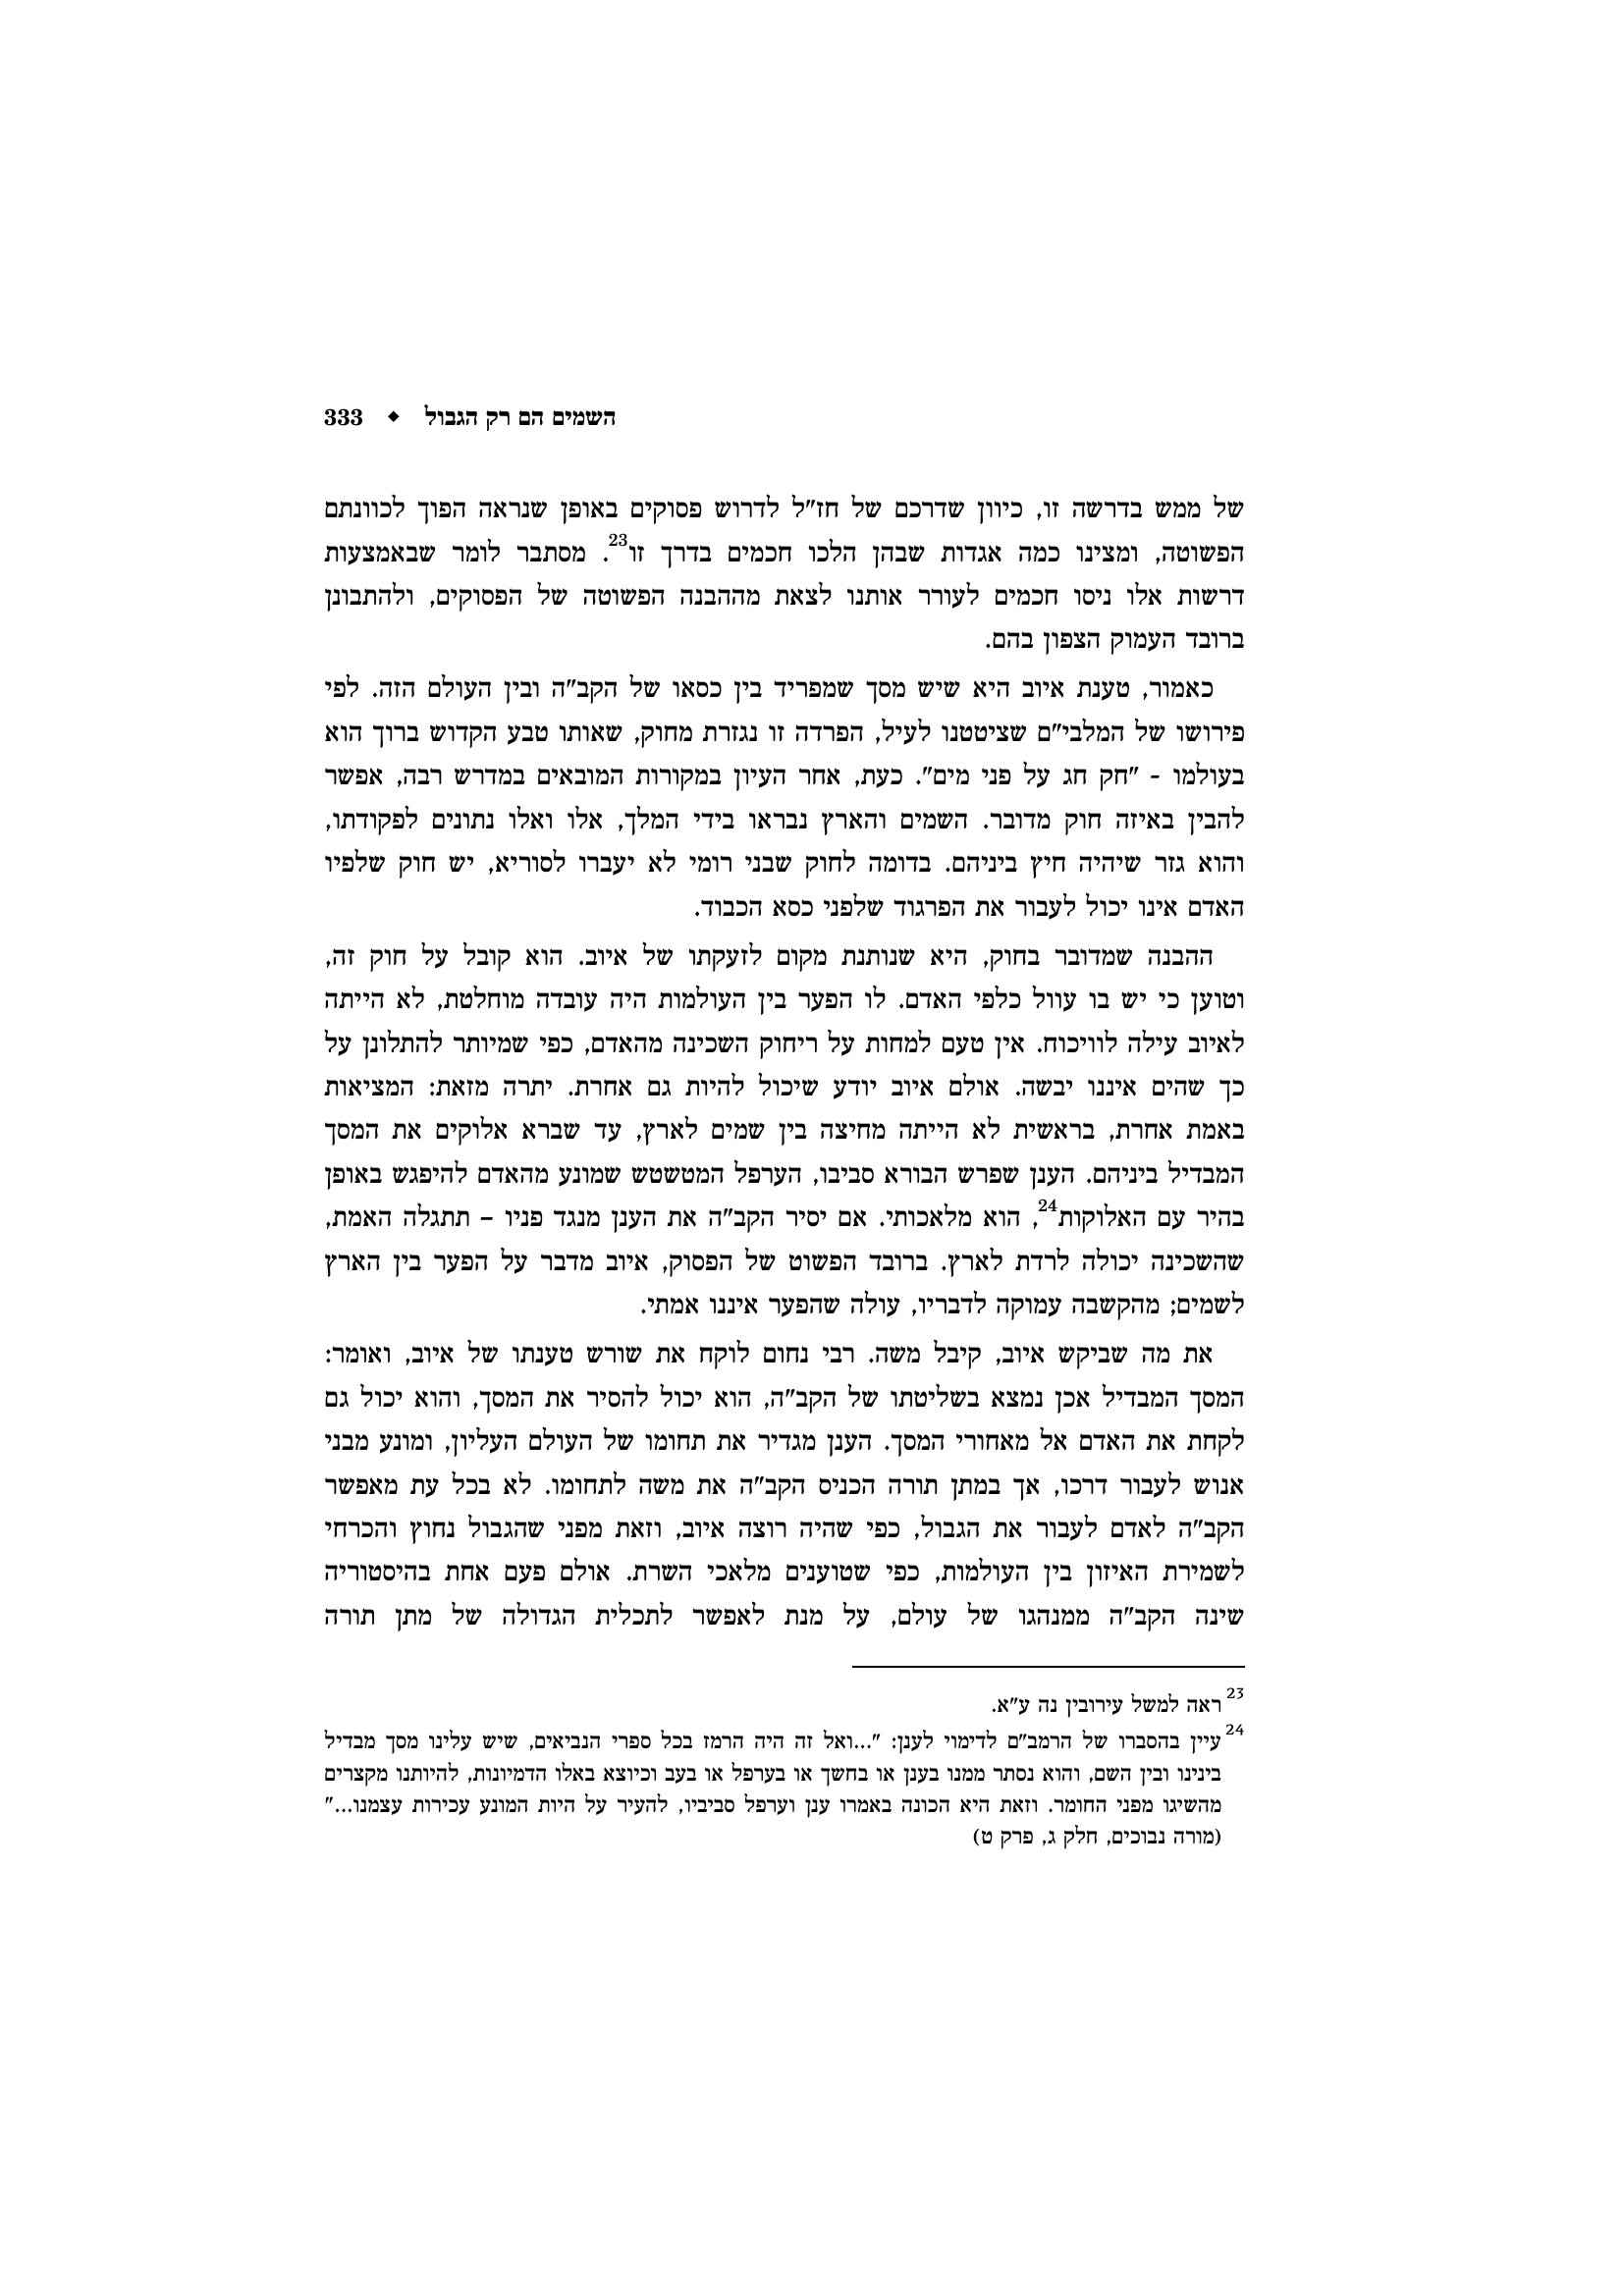 השמים הם רק הגבול ◆ 333
של ממש בדרשה זו, כיוון שדרכם של חז"ל לדרוש פסוקים באופן שנראה הפוך לכוונתם
הפשוטה, ומצינו כמה אגדות שבהן הלכו חכמים בדרך זו23. מסתבר לומר שבאמצעות
דרשות אלו ניסו חכמים לעורר אותנו לצאת מההבנה הפשוטה של הפסוקים, ולהתבונן
ברובד העמוק הצפון בהם.
כאמור, טענת איוב היא שיש מסך שמפריד בין כסאו של הקב"ה ובין העולם הזה. לפי
פירושו של המלבי"ם שציטטנו לעיל, הפרדה זו נגזרת מחוק, שאותו טבע הקדוש ברוך הוא
בעולמו - "חק חג על פני מים". כעת, אחר העיון במקורות המובאים במדרש רבה, אפשר
להבין באיזה חוק מדובר. השמים והארץ נבראו בידי המלך, אלו ואלו נתונים לפקודתו,
והוא גזר שיהיה חיץ ביניהם. בדומה לחוק שבני רומי לא יעברו לסוריא, יש חוק שלפיו
האדם אינו יכול לעבור את הפרגוד שלפני כסא הכבוד.
ההבנה שמדובר בחוק, היא שנותנת מקום לזעקתו של איוב. הוא קובל על חוק זה,
וטוען כי יש בו עוול כלפי האדם. לו הפער בין העולמות היה עובדה מוחלטת, לא הייתה
לאיוב עילה לוויכוח. אין טעם למחות על ריחוק השכינה מהאדם, כפי שמיותר להתלונן על
כך שהים איננו יבשה. אולם איוב יודע שיכול להיות גם אחרת. יתרה מזאת: המציאות
באמת אחרת, בראשית לא הייתה מחיצה בין שמים לארץ, עד שברא אלוקים את המסך
המבדיל ביניהם. הענן שפרש הבורא סביבו, הערפל המטשטש שמונע מהאדם להיפגש באופן
בהיר עם האלוקות24, הוא מלאכותי. אם יסיר הקב"ה את הענן מנגד פניו – תתגלה האמת,
שהשכינה יכולה לרדת לארץ. ברובד הפשוט של הפסוק, איוב מדבר על הפער בין הארץ
לשמים; מהקשבה עמוקה לדבריו, עולה שהפער איננו אמתי.
את מה שביקש איוב, קיבל משה. רבי נחום לוקח את שורש טענתו של איוב, ואומר:
המסך המבדיל אכן נמצא בשליטתו של הקב"ה, הוא יכול להסיר את המסך, והוא יכול גם
לקחת את האדם אל מאחורי המסך. הענן מגדיר את תחומו של העולם העליון, ומונע מבני
אנוש לעבור דרכו, אך במתן תורה הכניס הקב"ה את משה לתחומו. לא בכל עת מאפשר
הקב"ה לאדם לעבור את הגבול, כפי שהיה רוצה איוב, וזאת מפני שהגבול נחוץ והכרחי
לשמירת האיזון בין העולמות, כפי שטוענים מלאכי השרת. אולם פעם אחת בהיסטוריה
שינה הקב"ה ממנהגו של עולם, על מנת לאפשר לתכלית הגדולה של מתן תורה
23 ראה למשל עירובין נה ע"א.
24 עיין בהסברו של הרמב"ם לדימוי לענן: "...ואל זה היה הרמז בכל ספרי הנביאים, שיש עלינו מסך מבדיל
בינינו ובין השם, והוא נסתר ממנו בענן או בחשך או בערפל או בעב וכיוצא באלו הדמיונות, להיותנו מקצרים
מהשיגו מפני החומר. וזאת היא הכונה באמרו ענן וערפל סביביו, להעיר על היות המונע עכירות עצמנו..."
(מורה נבוכים, חלק ג, פרק ט)